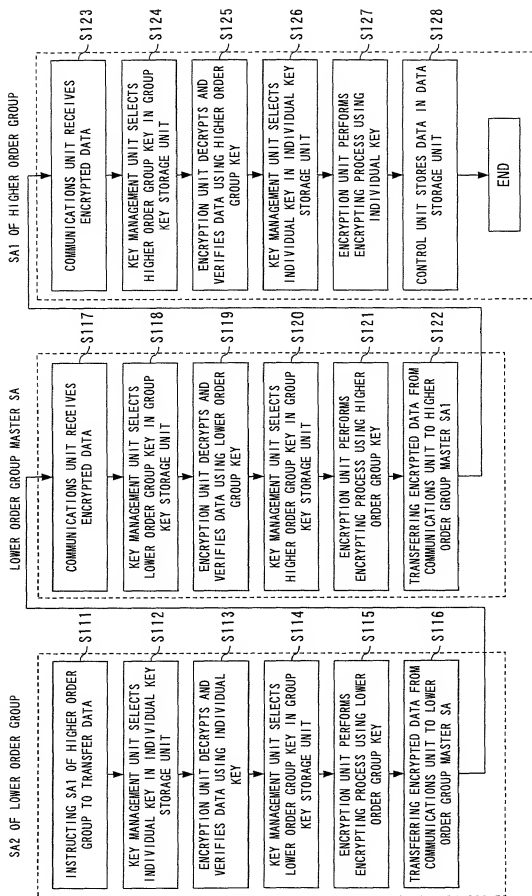 SA2 OF LOWER ORDER GROUP
S111
INSTRUCTING SA1 OF HIGHER ORDER
GROUP TO TRANSFER DATA
S112
KEY MANAGEMENT UNIT SELECTS
INDIVIDUAL KEY IN INDIVIDUAL KEY
STORAGE UNIT
S113
ENCRYPTION UNIT DECRYPTS AND
VERIFIES DATA USING INDIVIDUAL
KEY
S114
KEY MANAGEMENT UNIT SELECTS
LOWER ORDER GROUP KEY IN GROUP
KEY STORAGE UNIT
S115
ENCRYPTION UNIT PERFORMS
ENCRYPTING PROCESS USING LOWER
ORDER GROUP KEY
S116
TRANSFERRING ENCRYPTED DATA FROM
COMMUNICATIONS UNIT TO LOWER
ORDER GROUP MASTER SA
LOWER ORDER GROUP MASTER SA
S117
COMMUNICATIONS UNIT RECEIVES
ENCRYPTED DATA
S118
KEY MANAGEMENT UNIT SELECTS
LOWER ORDER GROUP KEY IN GROUP
KEY STORAGE UNIT
S119
ENCRYPTION UNIT DECRYPTS AND
VERIFIES DATA USING LOWER ORDER
GROUP KEY
S120
KEY MANAGEMENT UNIT SELECTS
HIGHER ORDER GROUP KEY IN GROUP
KEY STORAGE UNIT
S121
ENCRYPTION UNIT PERFORMS
ENCRYPTING PROCESS USING HIGHER
ORDER GROUP KEY
S122
TRANSFERRING ENCRYPTED DATA FROM
COMMUNICATIONS UNIT TO HIGHER
ORDER GROUP MASTER SA1
SA1 OF HIGHER ORDER GROUP
S123
COMMUNICATIONS UNIT RECEIVES
ENCRYPTED DATA
S124
KEY MANAGEMENT UNIT SELECTS
HIGHER ORDER GROUP KEY IN GROUP
KEY STORAGE UNIT
S125
ENCRYPTION UNIT DECRYPTS AND
VERIFIES DATA USING HIGHER ORDER
GROUP KEY
S126
KEY MANAGEMENT UNIT SELECTS
INDIVIDUAL KEY IN INDIVIDUAL KEY
STORAGE UNIT
S127
ENCRYPTION UNIT PERFORMS
ENCRYPTING PROCESS USING
INDIVIDUAL KEY
S128
CONTROL UNIT STORES DATA IN DATA
STORAGE UNIT
END